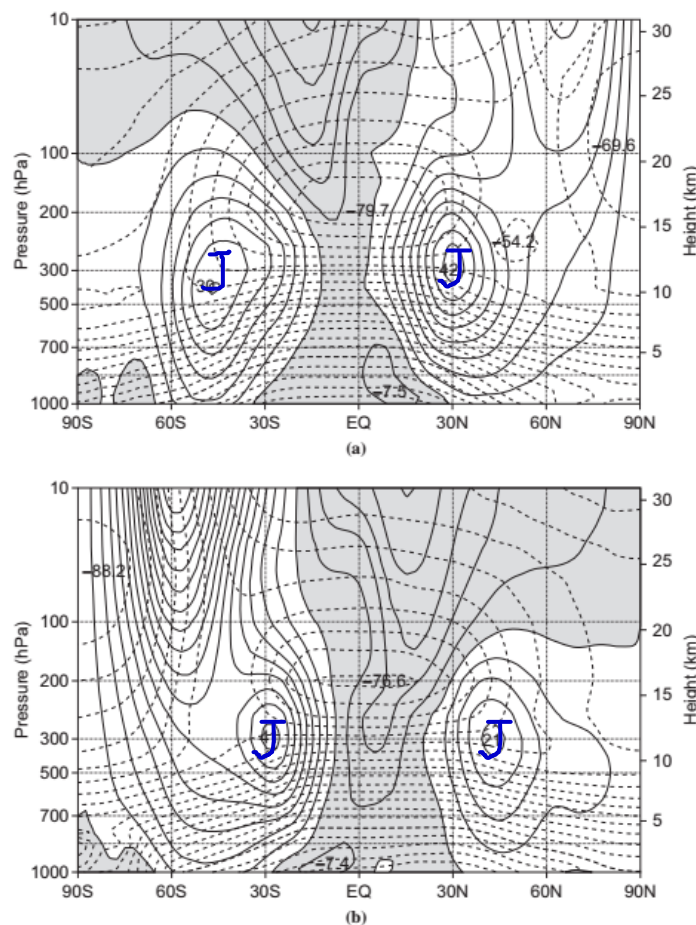 10 30
25
100 −69.6 20
200 −79.7 15
−54.2
J J
300 42
500 10
700 5
−7.5
1000
90S 60S 30S EQ 30N 60N 90N
Pressure (hPa)
Height (km)
(a)
10 30
−88.2 25
100 20
200 −76.6 15
J J
300 21
500 10
700 5
−7.4
1000
90S 60S 30S EQ 30N 60N 90N
Pressure (hPa)
Height (km)
(b)